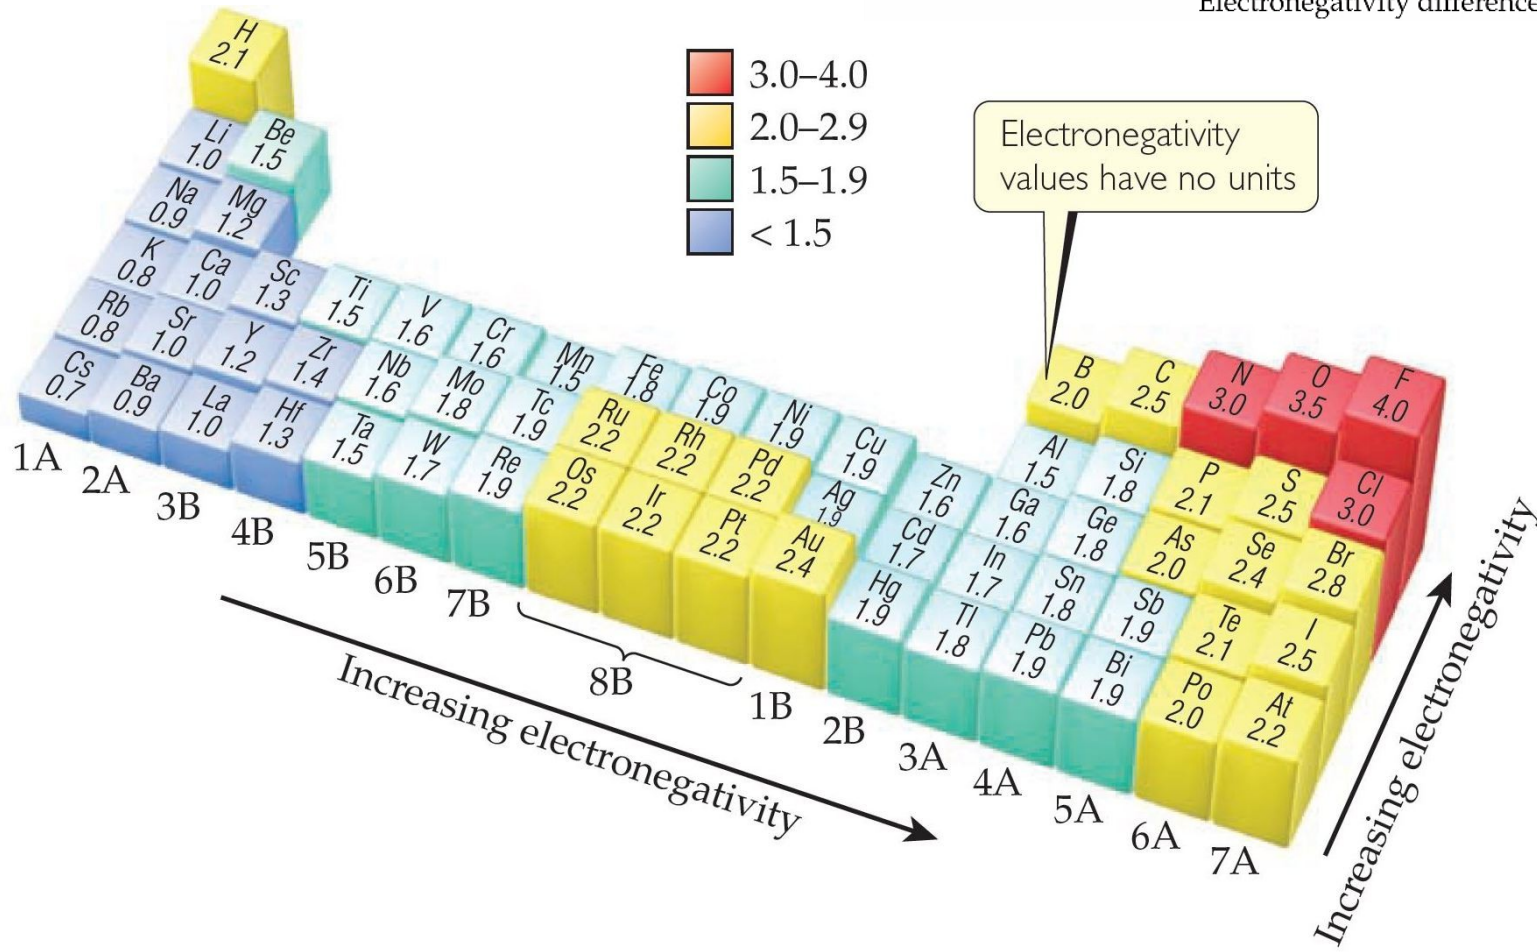 Electronegativity difference
H
2.1
3.0–4.0
2.0–2.9
1.5–1.9
< 1.5
Electronegativity
values have no units
Li
1.0
Be
1.5
Na
0.9
Mg
1.2
K
0.8
Ca
1.0
Sc
1.3
Ti
1.5
V
1.6
Cr
1.6
Mn
1.5
Fe
1.8
Co
1.9
Ni
1.9
Cu
1.9
Zn
1.6
Ga
1.6
Ge
1.8
As
2.0
Se
2.4
Br
2.8
B
2.0
C
2.5
N
3.0
O
3.5
F
4.0
Al
1.5
Si
1.8
P
2.1
S
2.5
Cl
3.0
Rb
0.8
Sr
1.0
Y
1.2
Zr
1.4
Nb
1.6
Mo
1.8
Tc
1.9
Ru
2.2
Rh
2.2
Pd
2.2
Ag
1.9
Cd
1.7
In
1.7
Sn
1.8
Sb
1.9
Te
2.1
I
2.5
Cs
0.7
Ba
0.9
La
1.0
Hf
1.3
Ta
1.5
W
1.7
Re
1.9
Os
2.2
Ir
2.2
Pt
2.2
Au
2.4
Hg
1.9
Tl
1.8
Pb
1.9
Bi
1.9
Po
2.0
At
2.2
1A
2A
3B
4B
5B
6B
7B
8B
1B
2B
3A
4A
5A
6A
7A
Increasing electronegativity
Increasing electronegativity